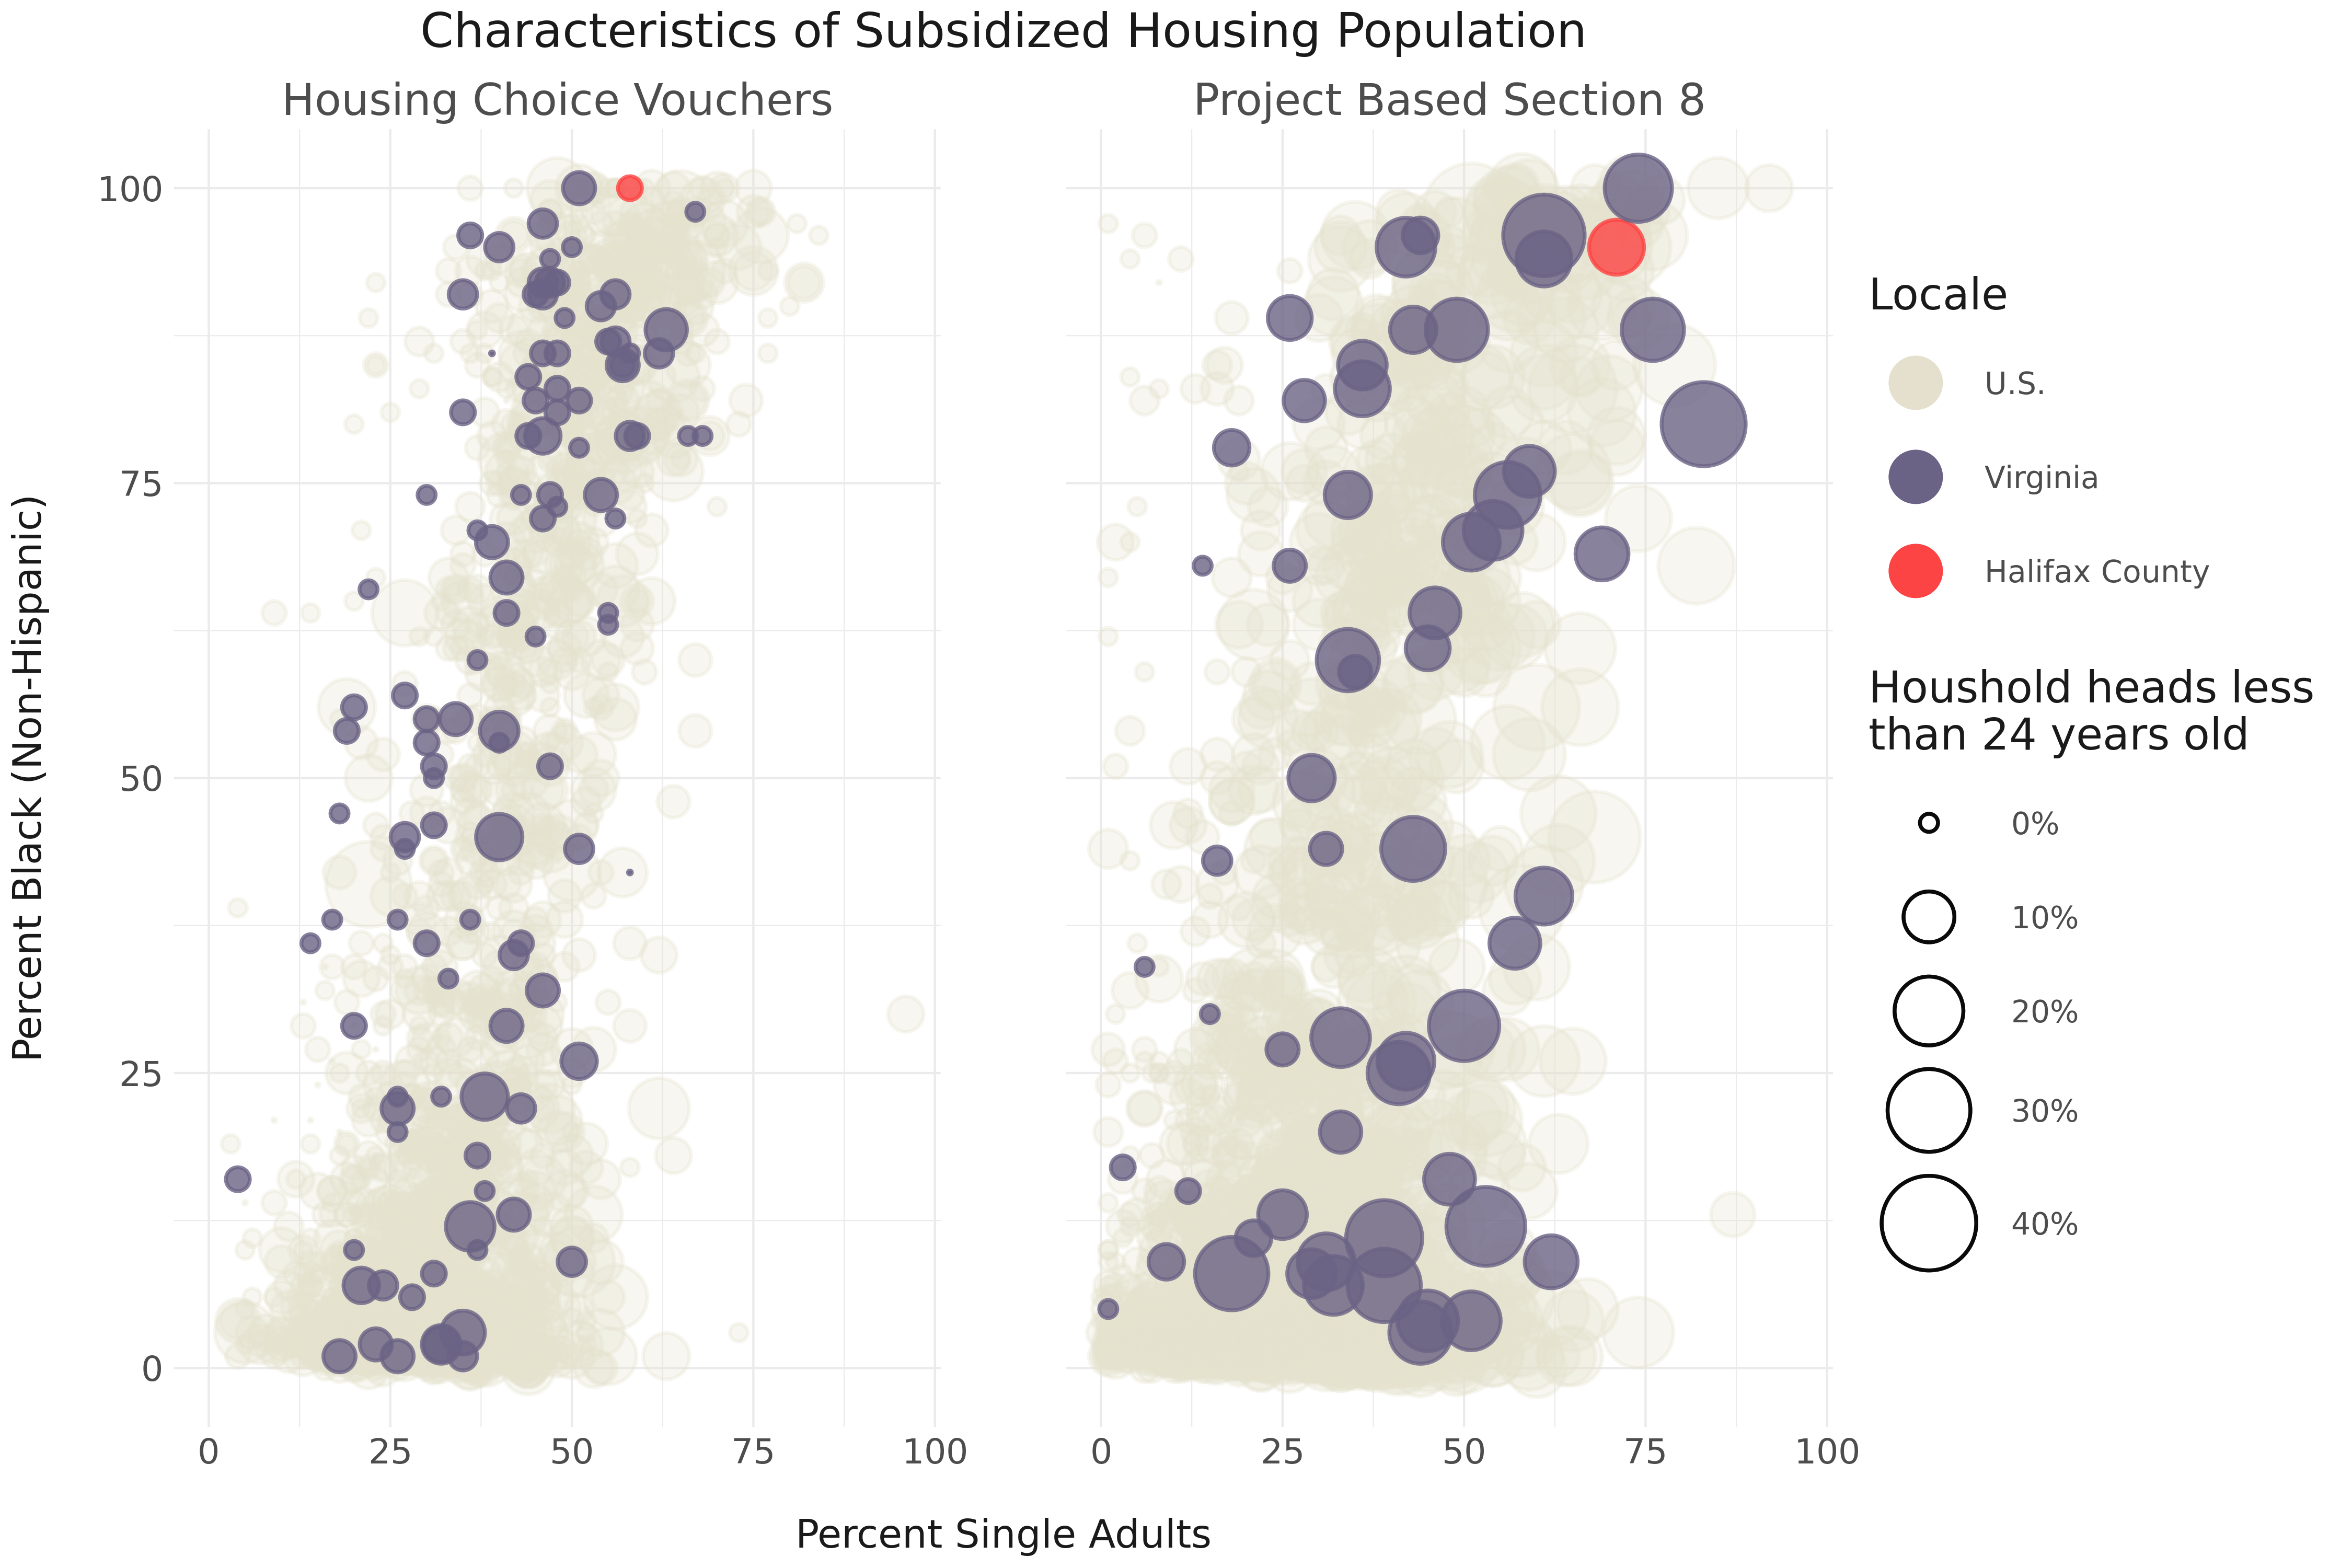 Characteristics of Subsidized Housing Population
Housing Choice Vouchers
Project Based Section 8
Percent Black (Non-Hispanic)
100
75
50
25
0
0
25
50
75
100
0
25
50
75
100
Percent Single Adults
Locale
U.S.
Virginia
Halifax County
Houshold heads less
than 24 years old
0%
10%
20%
30%
40%